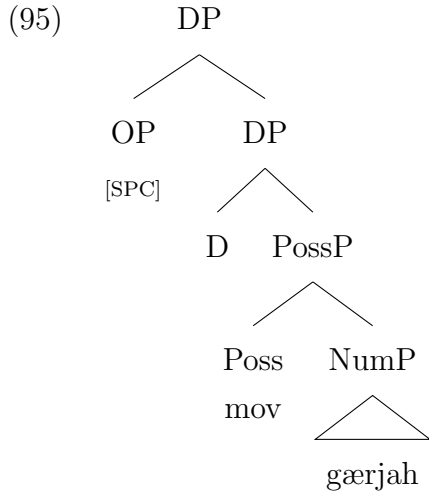 (95) DP
OP DP
[SPC]
D PossP
Poss NumP
mov
gærjah